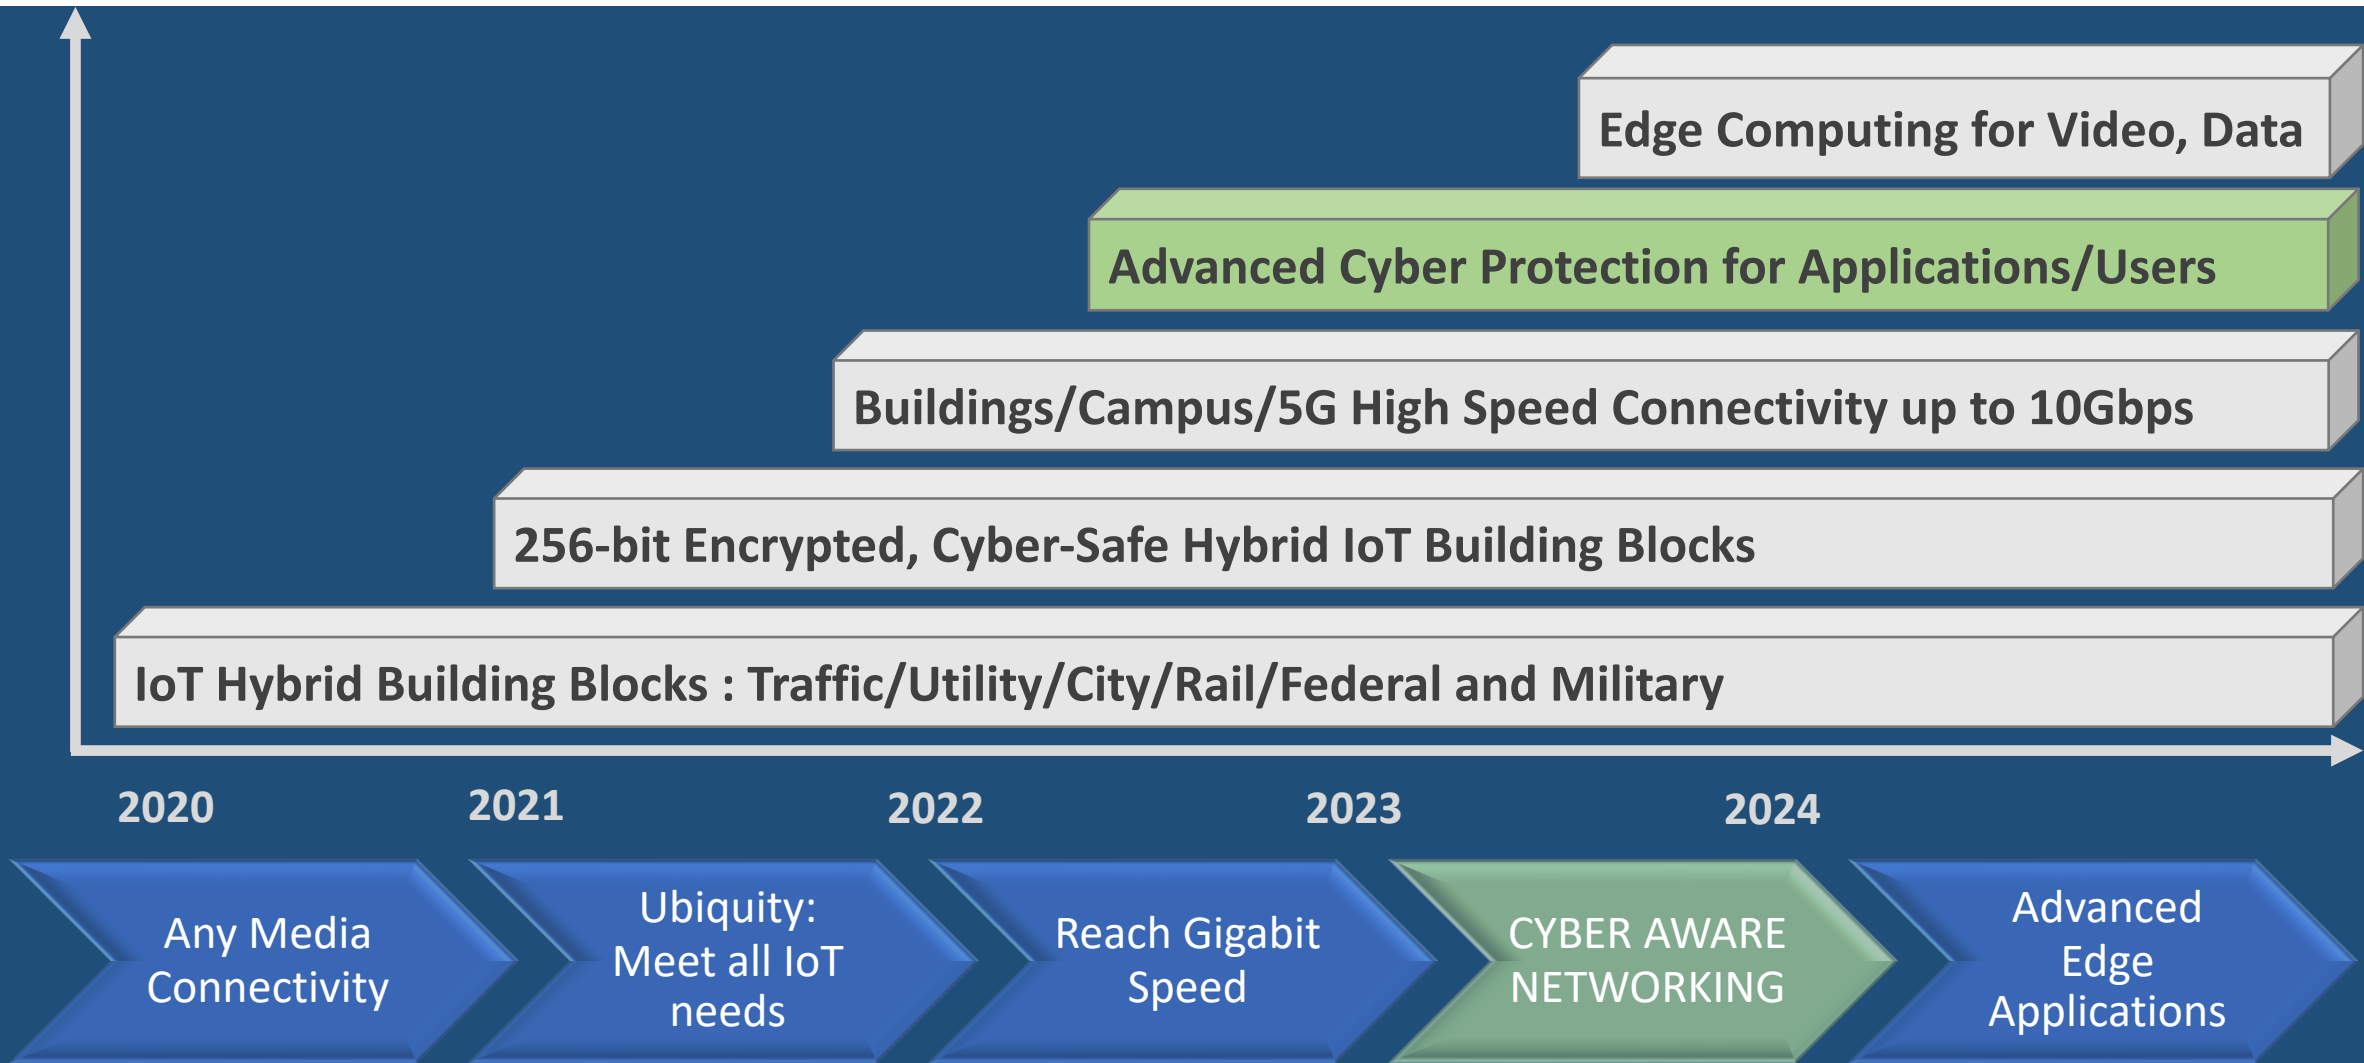 Edge Computing for Video, Data
Advanced Cyber Protection for Applications/Users
Buildings/Campus/5G High Speed Connectivity up to 10Gbps
256-bit Encrypted, Cyber-Safe Hybrid IoT Building Blocks
IoT Hybrid Building Blocks : Traffic/Utility/City/Rail/Federal and Military
2020
2021
2022
2023
2024
Any Media
Connectivity
Ubiquity:
Meet all IoT
needs
Reach Gigabit
Speed
CYBER AWARE
NETWORKING
Advanced
Edge
Applications